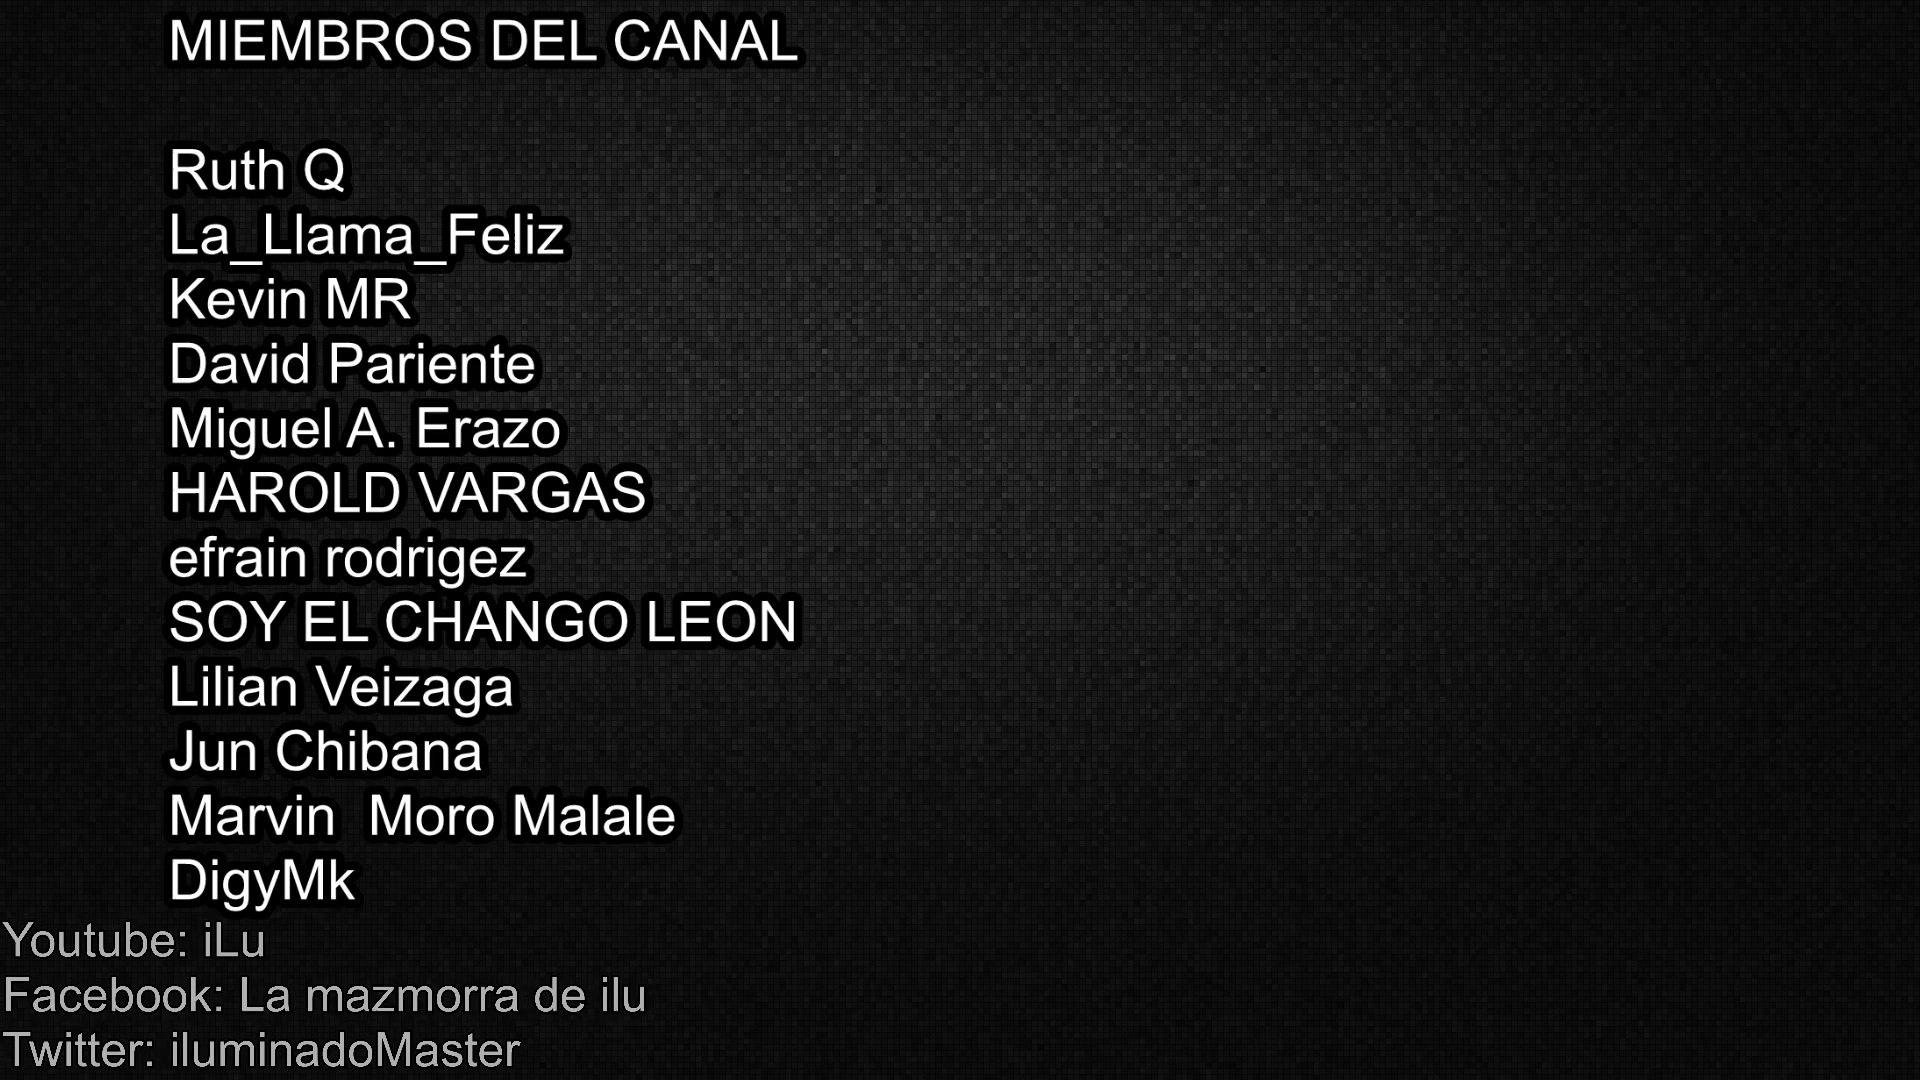 MIEMBROS DEL CANAL
Ruth Q
La_Llama_Feliz
Kevin MR
David Pariente
Miguel A. Erazo
HAROLD VARGAS
efrain rodrigez
SOY EL CHANGO LEON
Lilian Veizaga
Jun Chibana
Marvin  Moro Malale
DigyMk
Youtube: iLu
Facebook: La mazmorra de ilu
Twitter: iluminadoMaster